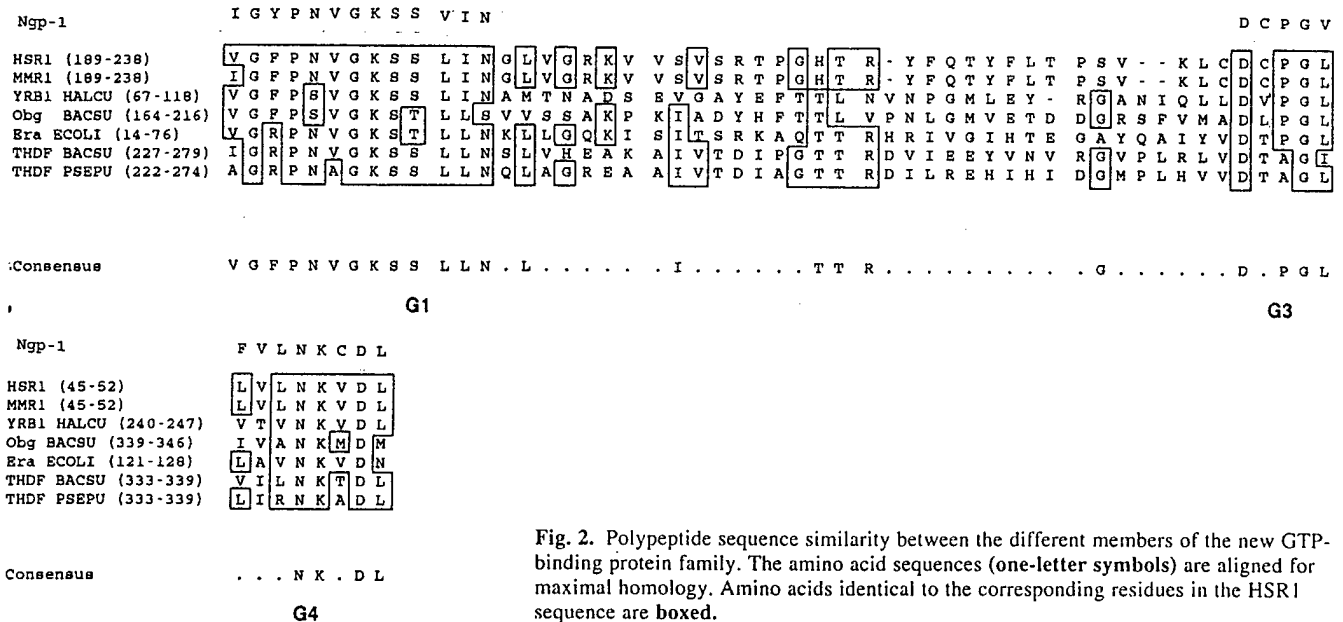 Ngp-1 I G Y P N V G K S S V I N D C P G V
HSR1 (189-238) V G F P N V G K S S L I N G L V G R K V V S V S R T P G H T R - Y F Q T Y F L T P S V - - K L C D C P G L
MMR1 (189-238) I G F P N V G K S S L I N G L V G R K V V S V S R T P G H T R - Y F Q T Y F L T P S V - - K L C D C P G L
YRB1 HALCU (67-118) V G F P S V G K S S L I N A M T N A D S E V G A Y E F T T L N V N P G M L E Y - R G A N I Q L L D V P G L
Obg BACSU (164-216) V G F P S V G K S T L L S V V S S A K P K I A D Y H F T T L V P N L G M V E T D D G R S F V M A D L P G L
Era ECOLI (14-76) V G R P N V G K S T L L N K L L G Q K I S I T S R K A Q T T R H R I V G I H T E G A Y Q A I Y V D T P G L
THDF BACSU (227-279) I G R P N V G K S S L L N S L V H E A K A I V T D I P G T T R D V I E E Y V N V R G V P L R L V D T A G I
THDF PSEPU (222-274) A G R P N A G K S S L L N Q L A G R E A A I V T D I A G T T R D I L R E H I H I D G M P L H V V D T A G L
Consensus V G F P N V G K S S L L N . L . . . . . . I . . . . . . T T R . . . . . . . . . . G . . . . . . D . P G L
G1 G3
Ngp-1 F V L N K C D L
HSR1 (45-52) L V L N K V D L
MMR1 (45-52) L V L N K V D L
YRB1 HALCU (240-247) V T V N K V D L
Obg BACSU (339-346) I V A N K M D M
Era ECOLI (121-128) L A V N K V D N
THDF BACSU (333-339) V I L N K T D L
THDF PSEPU (333-339) L I R N K A D L
Consensus . . . N K . D L
G4
Fig. 2. Polypeptide sequence similarity between the different members of the new GTP-
binding protein family. The amino acid sequences (one-letter symbols) are aligned for
maximal homology. Amino acids identical to the corresponding residues in the HSR1
sequence are boxed.